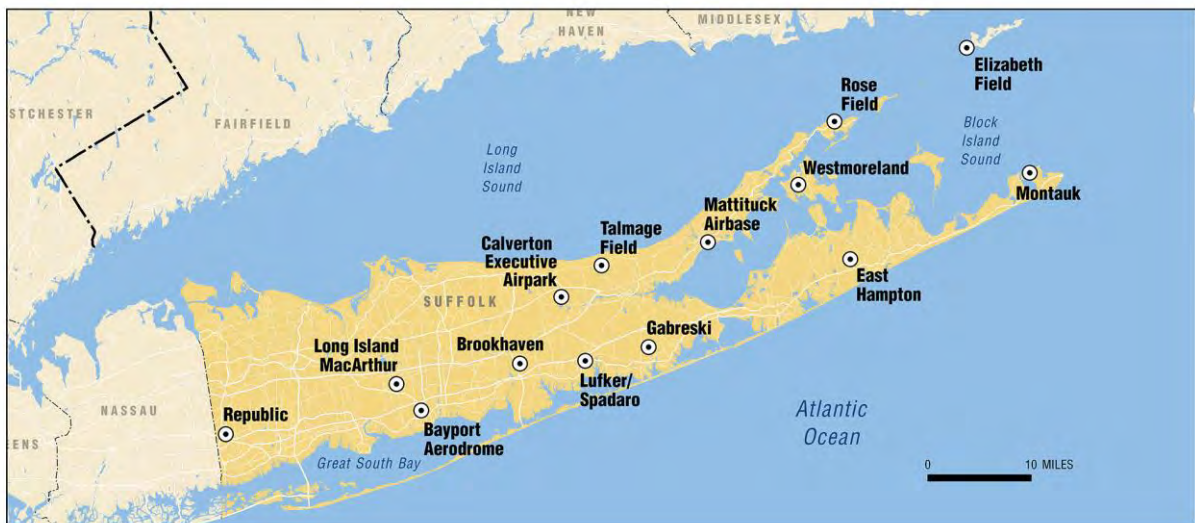 NEW
HAVEN
MIDDLESEX
STCHESTER
FAIRFIELD
Elizabeth
Field
Rose
Field
Block
Island
Sound
Long
Island
Sound
Westmoreland
Montauk
Mattituck
Airbase
Talmage
Field
Calverton
Executive
Airpark
East
Hampton
SUFFOLK
Gabreski
Brookhaven
Long Island
MacArthur
Lufker/
Spadaro
NASSAU
Republic
Bayport
Aerodrome
Atlantic
Ocean
EENS
Great South Bay
0 10 MILES